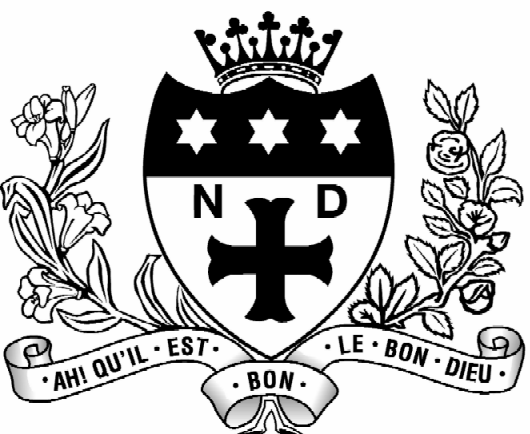 N D
·AH! QU'IL · EST· · BON · · LE · BON · DIEU ·